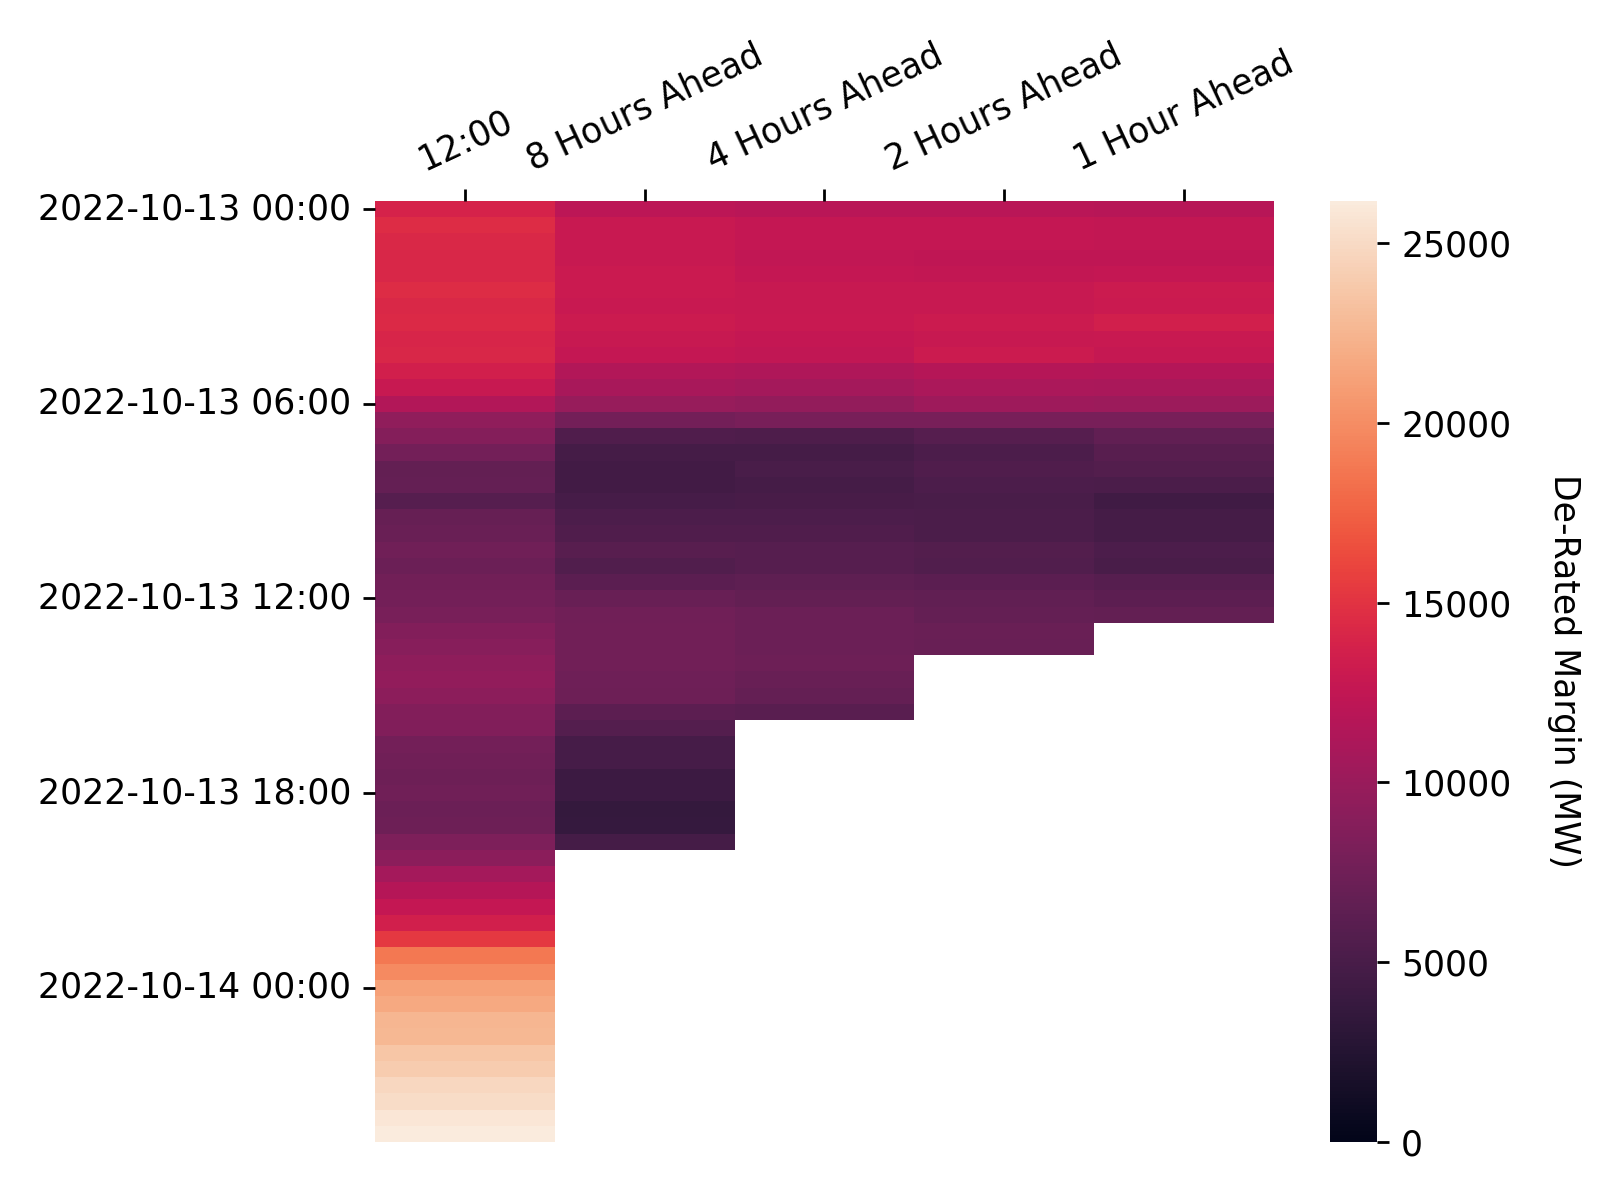 12:00
8 Hours Ahead
4 Hours Ahead
2 Hours Ahead
1 Hour Ahead
2022-10-13 00:00
2022-10-13 06:00
2022-10-13 12:00
2022-10-13 18:00
2022-10-14 00:00
25000
20000
15000
10000
5000
0
De-Rated Margin (MW)